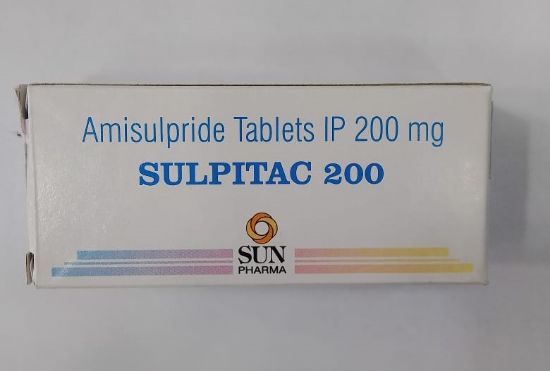 Amisulpride Tablets IP 200 mg
SULPITAC 200
SUN
PHARMA